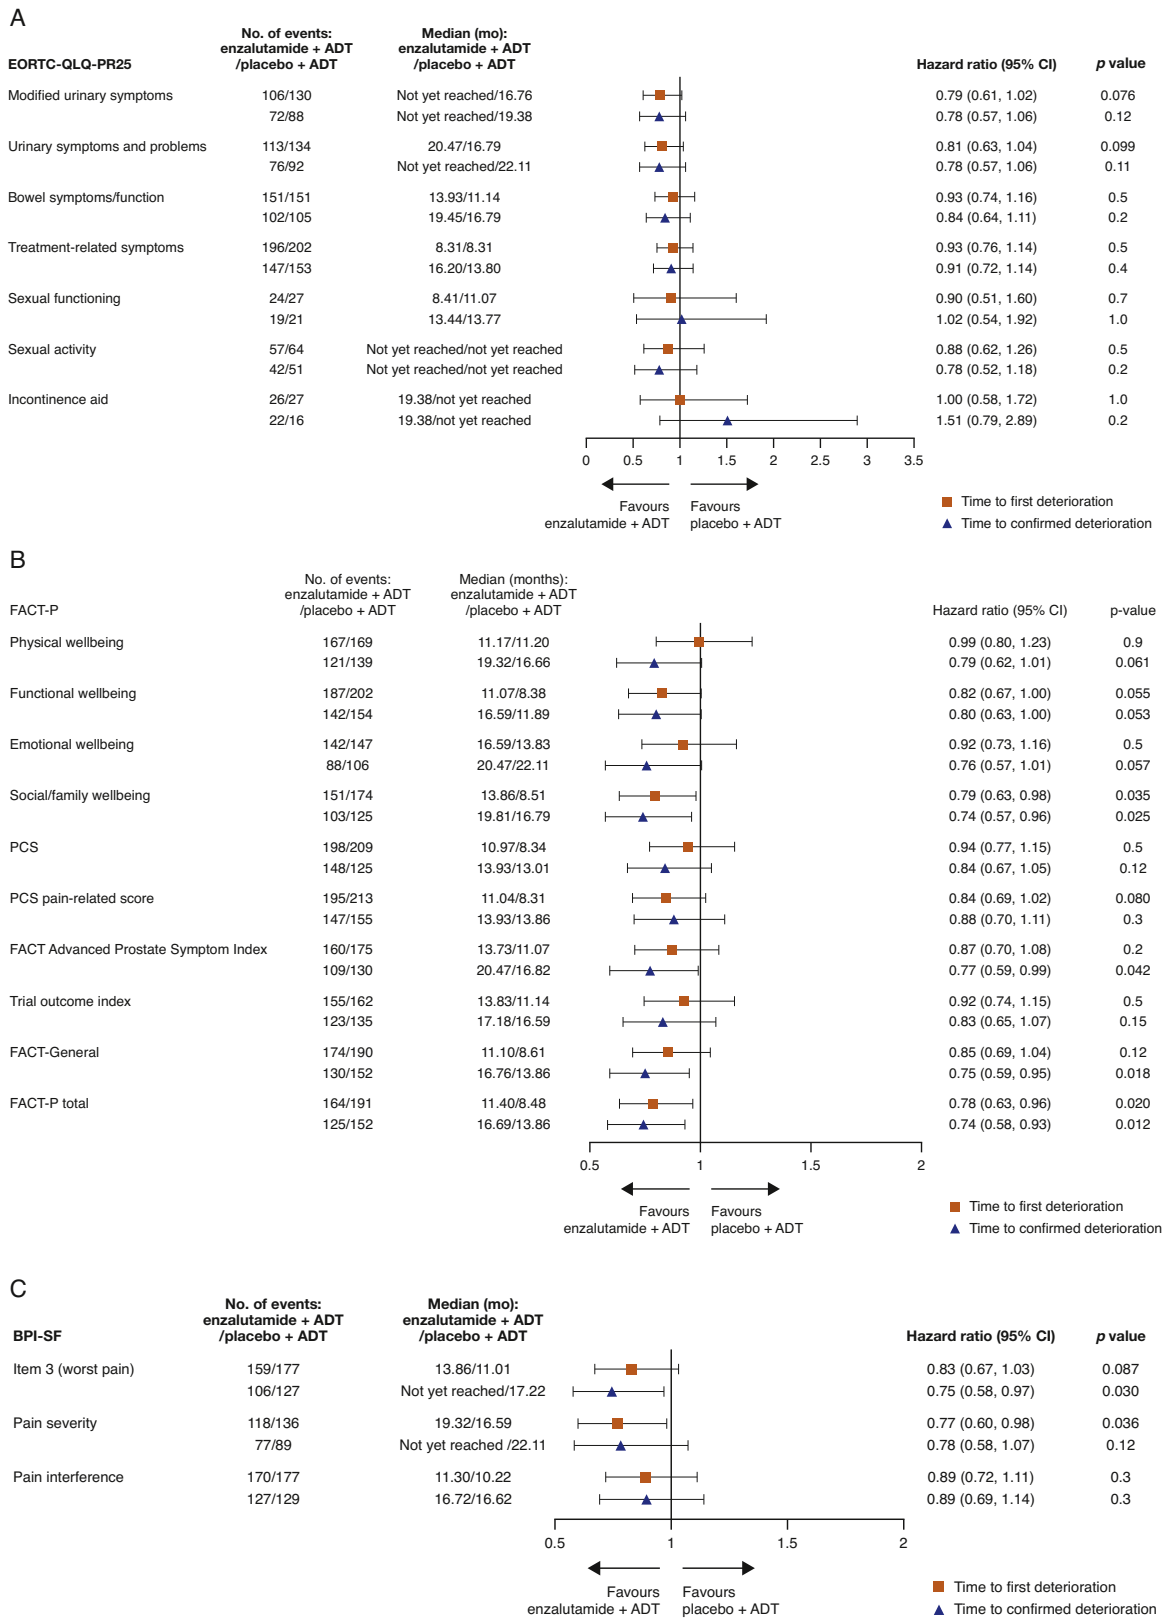 A
No. of events:
enzalutamide + ADT
/placebo + ADT
Median (mo):
enzalutamide + ADT
/placebo + ADT
EORTC-QLQ-PR25
Hazard ratio (95% CI) p value
Modified urinary symptoms 106/130 Not yet reached/16.76 0.79 (0.61, 1.02) 0.076
72/88 Not yet reached/19.38 0.78 (0.57, 1.06) 0.12
Urinary symptoms and problems 113/134 20.47/16.79 0.81 (0.63, 1.04) 0.099
76/92 Not yet reached/22.11 0.78 (0.57, 1.06) 0.11
Bowel symptoms/function 151/151 13.93/11.14 0.93 (0.74, 1.16) 0.5
102/105 19.45/16.79 0.84 (0.64, 1.11) 0.2
Treatment-related symptoms 196/202 8.31/8.31 0.93 (0.76, 1.14) 0.5
147/153 16.20/13.80 0.91 (0.72, 1.14) 0.4
Sexual functioning 24/27 8.41/11.07 0.90 (0.51, 1.60) 0.7
19/21 13.44/13.77 1.02 (0.54, 1.92) 1.0
Sexual activity 57/64 Not yet reached/not yet reached 0.88 (0.62, 1.26) 0.5
42/51 Not yet reached/not yet reached 0.78 (0.52, 1.18) 0.2
Incontinence aid 26/27 19.38/not yet reached 1.00 (0.58, 1.72) 1.0
22/16 19.38/not yet reached 1.51 (0.79, 2.89) 0.2
0 0.5 1 1.5 2 2.5 3 3.5
Favours
enzalutamide + ADT
Favours
placebo + ADT
Time to first deterioration
Time to confirmed deterioration
B
No. of events:
enzalutamide + ADT
/placebo + ADT
Median (months):
enzalutamide + ADT
/placebo + ADT
FACT-P
Hazard ratio (95% CI) p-value
Physical wellbeing 167/169 11.17/11.20 0.99 (0.80, 1.23) 0.9
121/139 19.32/16.66 0.79 (0.62, 1.01) 0.061
Functional wellbeing 187/202 11.07/8.38 0.82 (0.67, 1.00) 0.055
142/154 16.59/11.89 0.80 (0.63, 1.00) 0.053
Emotional wellbeing 142/147 16.59/13.83 0.92 (0.73, 1.16) 0.5
88/106 20.47/22.11 0.76 (0.57, 1.01) 0.057
Social/family wellbeing 151/174 13.86/8.51 0.79 (0.63, 0.98) 0.035
103/125 19.81/16.79 0.74 (0.57, 0.96) 0.025
PCS 198/209 10.97/8.34 0.94 (0.77, 1.15) 0.5
148/125 13.93/13.01 0.84 (0.67, 1.05) 0.12
PCS pain-related score 195/213 11.04/8.31 0.84 (0.69, 1.02) 0.080
147/155 13.93/13.86 0.88 (0.70, 1.11) 0.3
FACT Advanced Prostate Symptom Index 160/175 13.73/11.07 0.87 (0.70, 1.08) 0.2
109/130 20.47/16.82 0.77 (0.59, 0.99) 0.042
Trial outcome index 155/162 13.83/11.14 0.92 (0.74, 1.15) 0.5
123/135 17.18/16.59 0.83 (0.65, 1.07) 0.15
FACT-General 174/190 11.10/8.61 0.85 (0.69, 1.04) 0.12
130/152 16.76/13.86 0.75 (0.59, 0.95) 0.018
FACT-P total 164/191 11.40/8.48 0.78 (0.63, 0.96) 0.020
125/152 16.69/13.86 0.74 (0.58, 0.93) 0.012
0.5 1 1.5 2
Favours
enzalutamide + ADT
Favours
placebo + ADT
Time to first deterioration
Time to confirmed deterioration
C
No. of events:
enzalutamide + ADT
/placebo + ADT
Median (mo):
enzalutamide + ADT
/placebo + ADT
BPI-SF
Hazard ratio (95% CI) p value
Item 3 (worst pain) 159/177 13.86/11.01 0.83 (0.67, 1.03) 0.087
106/127 Not yet reached/17.22 0.75 (0.58, 0.97) 0.030
Pain severity 118/136 19.32/16.59 0.77 (0.60, 0.98) 0.036
77/89 Not yet reached /22.11 0.78 (0.58, 1.07) 0.12
Pain interference 170/177 11.30/10.22 0.89 (0.72, 1.11) 0.3
127/129 16.72/16.62 0.89 (0.69, 1.14) 0.3
0.5 1 1.5 2
Favours
enzalutamide + ADT
Favours
placebo + ADT
Time to first deterioration
Time to confirmed deterioration